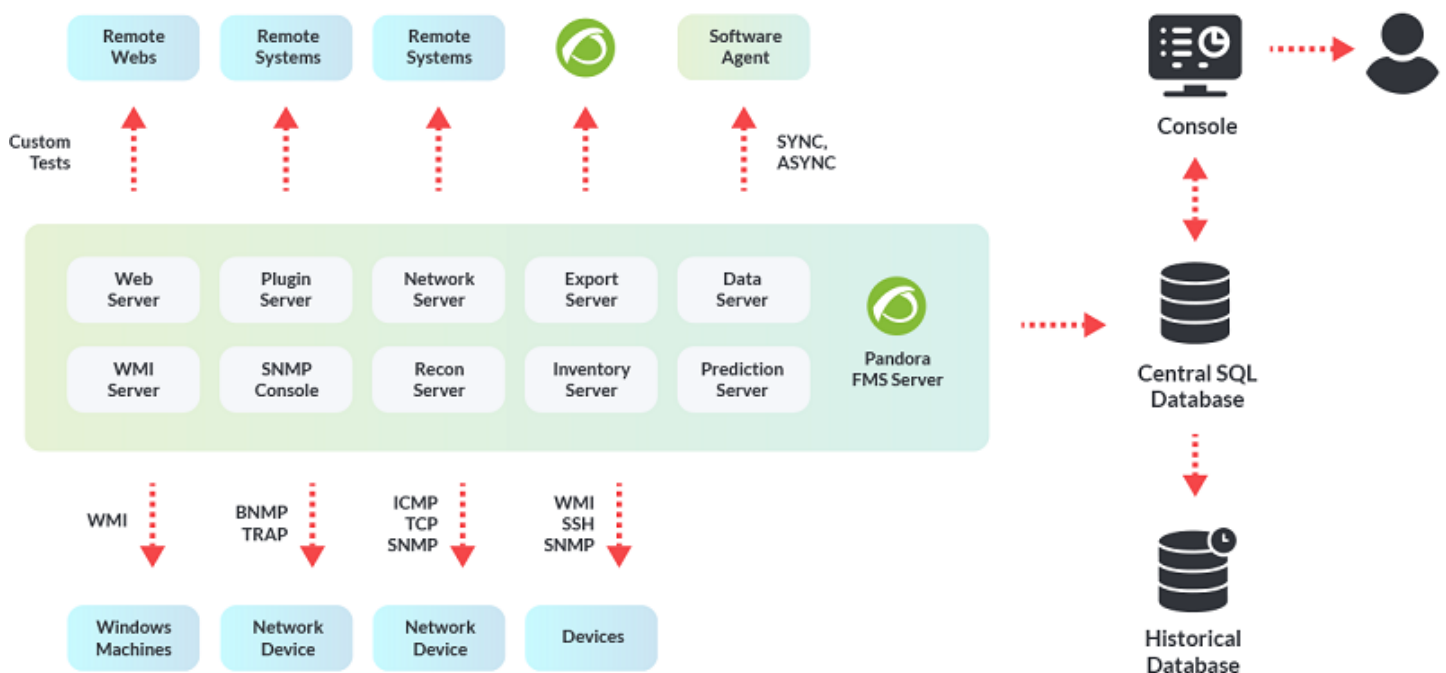 Remote
Webs
Remote
Systems
Remote
Systems
Software
Agent
Custom
Tests
SYNC,
ASYNC
Console
Web
Server
Plugin
Server
Network
Server
Export
Server
Data
Server
WMI
Server
SNMP
Console
Recon
Server
Inventory
Server
Prediction
Server
Pandora
FMS Server
Central SQL
Database
WMI
BNMP
TRAP
ICMP
TCP
SNMP
WMI
SSH
SNMP
Windows
Machines
Network
Device
Network
Device
Devices
Historical
Database